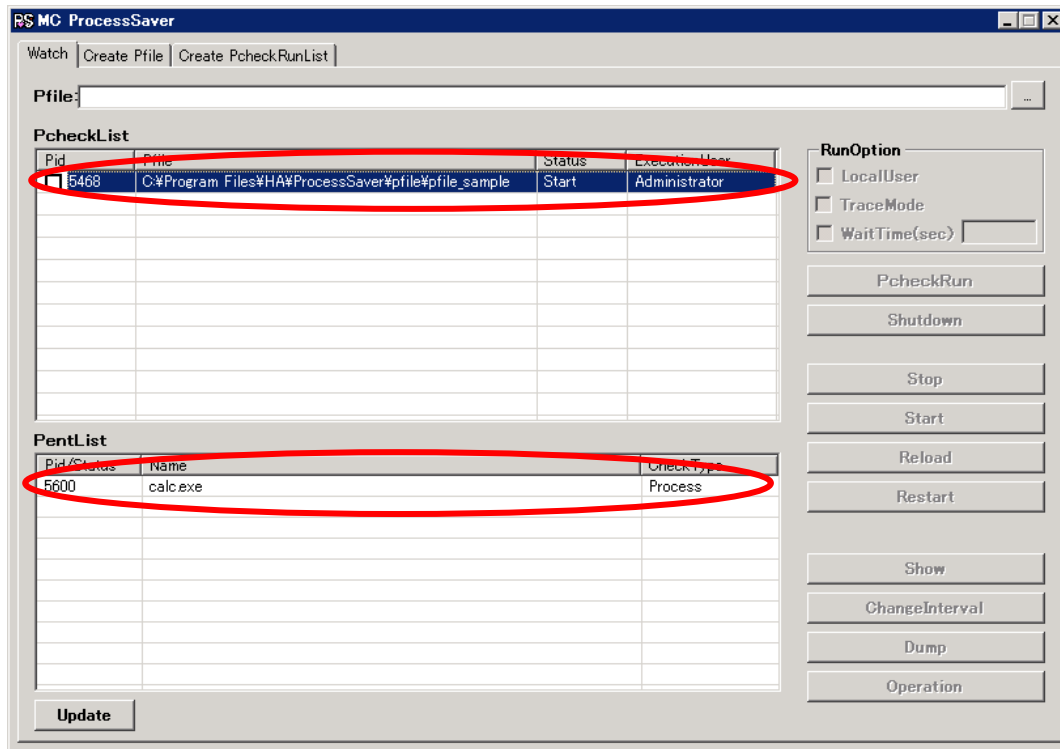 RS MC ProcessSaver
Watch Create Pfile Create PcheckRunList
Pfile: ...
PcheckList
Pid Pfile Status ExecutionUser
5468 C:¥Program Files¥HA¥ProcessSaver¥pfile¥pfile_sample Start Administrator
RunOption
LocalUser
TraceMode
WaitTime(sec)
PcheckRun
Shutdown
Stop
Start
Reload
Restart
PentList
Pid/Status Name CheckType
5600 calc.exe Process
Show
ChangeInterval
Dump
Operation
Update